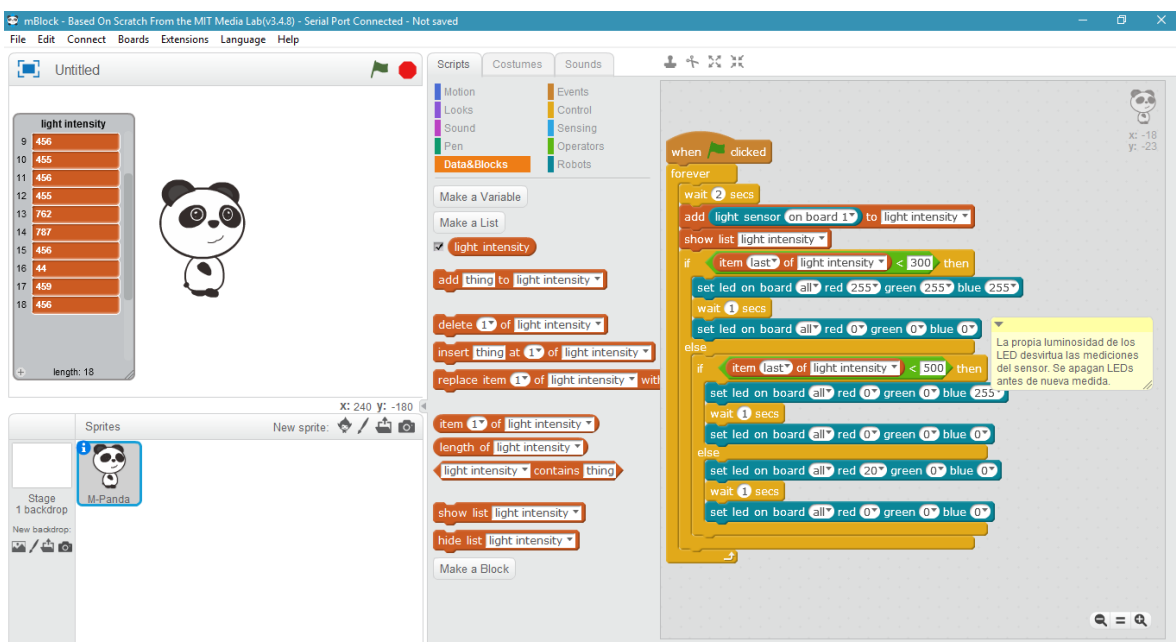 mBlock - Based On Scratch From the MIT Media Lab(v3.4.8) - Serial Port Connected - Not saved
File Edit Connect Boards Extensions Language Help
Untitled
light intensity
9 456
10 455
11 456
12 455
13 762
14 787
15 456
16 44
17 459
18 456
length: 18
X: 240 y: -180
Sprites
New sprite:
Stage
1 backdrop
New backdrop:
M-Panda
Scripts Costumes Sounds
Motion Events
Looks Control
Sound Sensing
Pen Operators
Data&Blocks Robots
Make a Variable
Make a List
light intensity
add thing to light intensity
delete 1 of light intensity
insert thing at 1 of light intensity
replace item 1 of light intensity with
item 1 of light intensity
length of light intensity
light intensity contains thing
show list light intensity
hide list light intensity
Make a Block
x: -18
y: -23
when clicked
forever
wait 2 secs
add light sensor on board 1 to light intensity
show list light intensity
if item last of light intensity < 300 then
set led on board all red 255 green 255 blue 255
wait 1 secs
set led on board all red 0 green 0 blue 0
else
if item last of light intensity < 500 then
set led on board all red 0 green 0 blue 255
wait 1 secs
set led on board all red 0 green 0 blue 0
else
set led on board all red 20 green 0 blue 0
wait 1 secs
set led on board all red 0 green 0 blue 0
La propia luminosidad de los
LED desvirtua las mediciones
del sensor. Se apagan LEDs
antes de nueva medida.